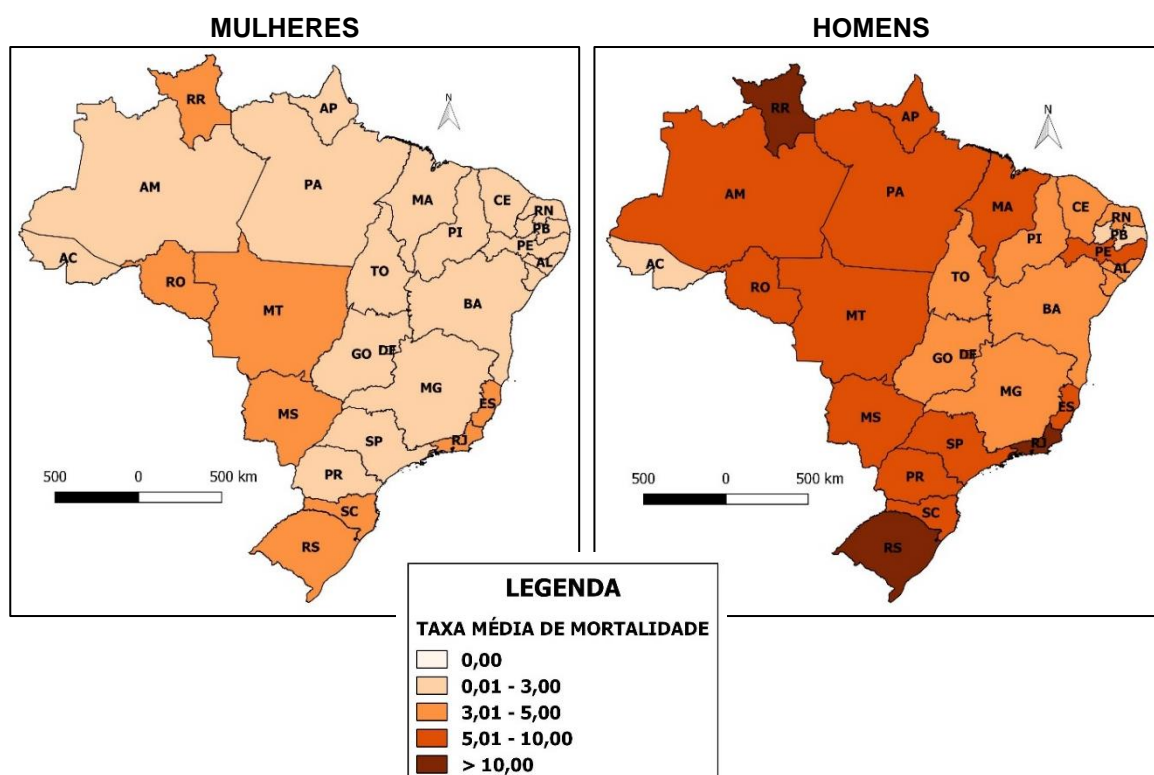 MULHERES
RR
AP
N
AM
PA
MA
CE
RN
PB
PE
AL
PI
AC
TO
RO
MT
BA
GO
DF
MG
MS
ES
SP
RJ
PR
SC
RS
500 0 500 km
HOMENS
RR
AP
N
AM
PA
MA
CE
RN
PB
PE
AL
PI
AC
TO
RO
MT
BA
GO
DF
MG
MS
ES
SP
RJ
PR
SC
RS
500 0 500 km
LEGENDA
TAXA MÉDIA DE MORTALIDADE
0,00
0,01 - 3,00
3,01 - 5,00
5,01 - 10,00
> 10,00